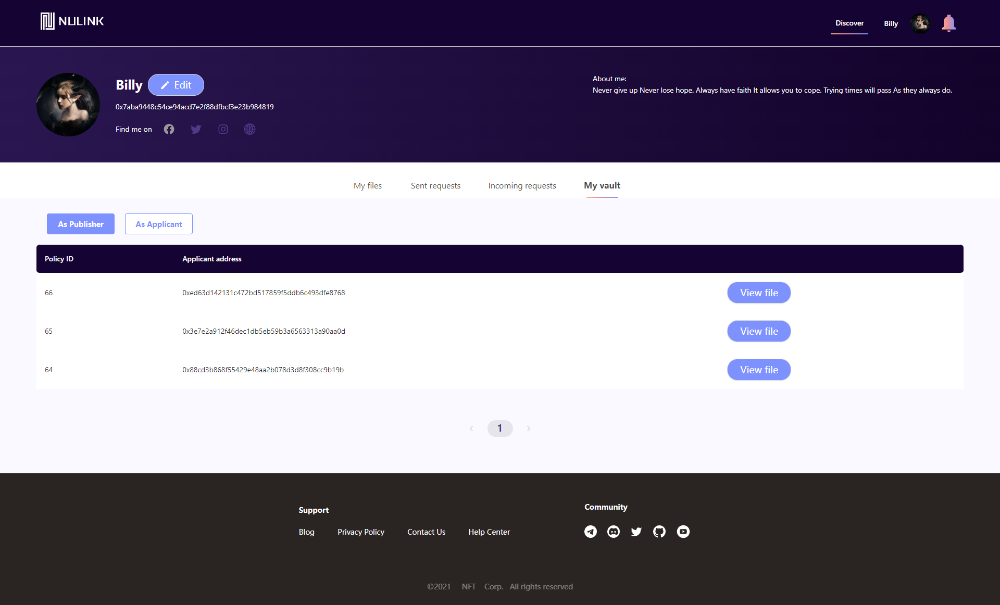 NULINK
Discover
Billy
Billy
Edit
0x7aba9448c54ce94acd7e2f88dfbcf3e23b984819
Find me on
About me:
Never give up Never lose hope. Always have faith It allows you to cope. Trying times will pass As they always do.
My files
Sent requests
Incoming requests
My vault
As Publisher
As Applicant
Policy ID
Applicant address
66
0xed63d142131c472bd517859f5ddb6c493dfe8768
View file
65
0x3e7e2a912f46dec1db5eb59b3a6563313a90aa0d
View file
64
0x88cd3b868f55429e48aa2b078d3d8f308cc9b19b
View file
1
Support
Blog
Privacy Policy
Contact Us
Help Center
Community
©2021 NFT Corp. All rights reserved